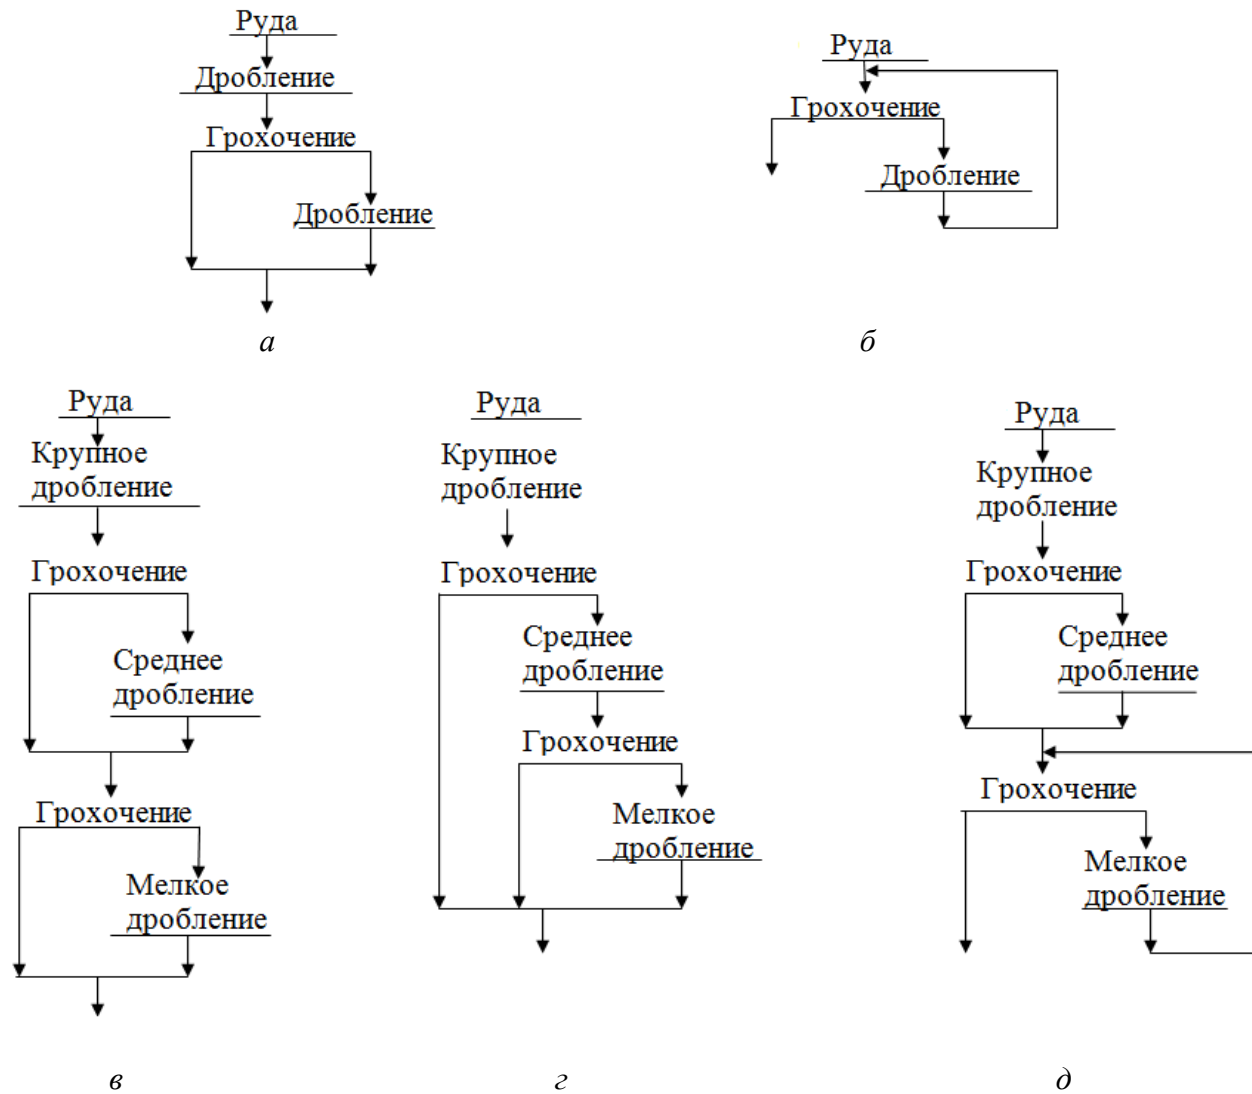 Руда
Дробление
Грохочение
Дробление
а
Руда
Грохочение
Дробление
б
Руда
Крупное
дробление
Грохочение
Среднее
дробление
Грохочение
Мелкое
дробление
в
Руда
Крупное
дробление
Грохочение
Среднее
дробление
Грохочение
Мелкое
дробление
г
Руда
Крупное
дробление
Грохочение
Среднее
дробление
Грохочение
Мелкое
дробление
д